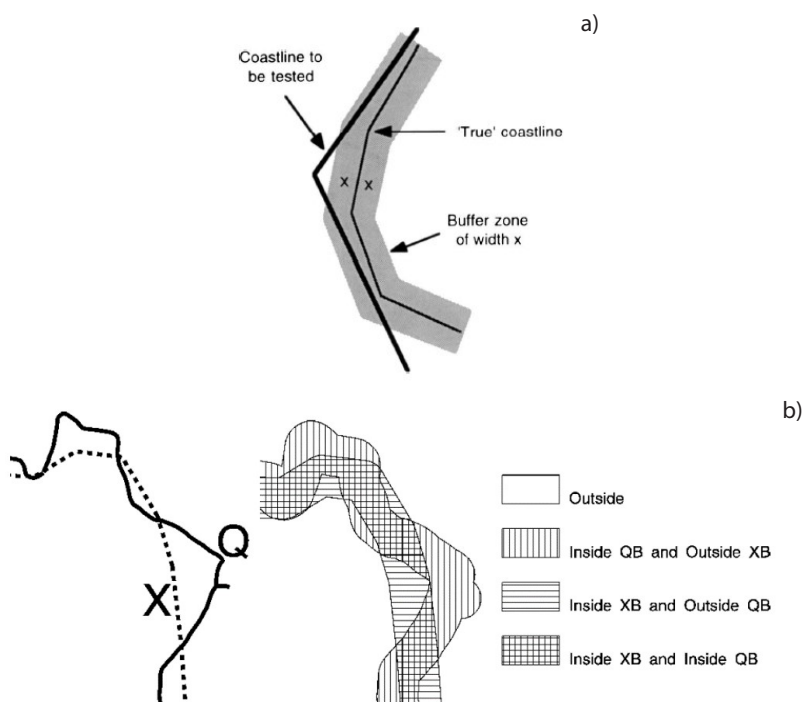 a)
Coastline to
be tested
'True' coastline
x x
Buffer zone
of width x
b)
Q
X
Outside
Inside QB and Outside XB
Inside XB and Outside QB
Inside XB and Inside QB